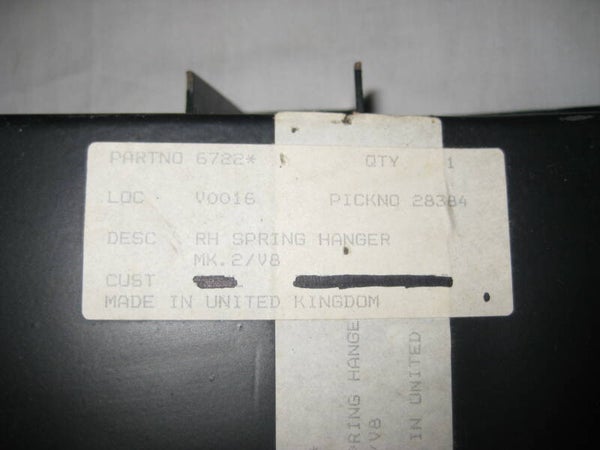 PARTNO 6722* QTY 1
LOC V0016 PICKNO 28384
DESC RH SPRING HANGER
MK.2/V8
CUST
MADE IN UNITED KINGDOM
PRING HANGE
/V8
IN UNITED